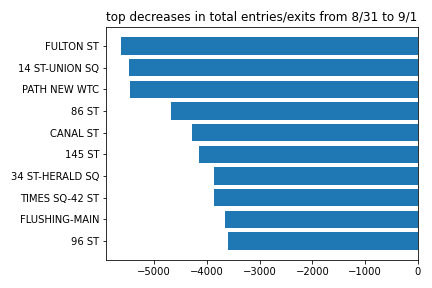 top decreases in total entries/exits from 8/31 to 9/1
FULTON ST
14 ST-UNION SQ
PATH NEW WTC
86 ST
CANAL ST
145 ST
34 ST-HERALD SQ
TIMES SQ-42 ST
FLUSHING-MAIN
96 ST
−5000 −4000 −3000 −2000 −1000 0